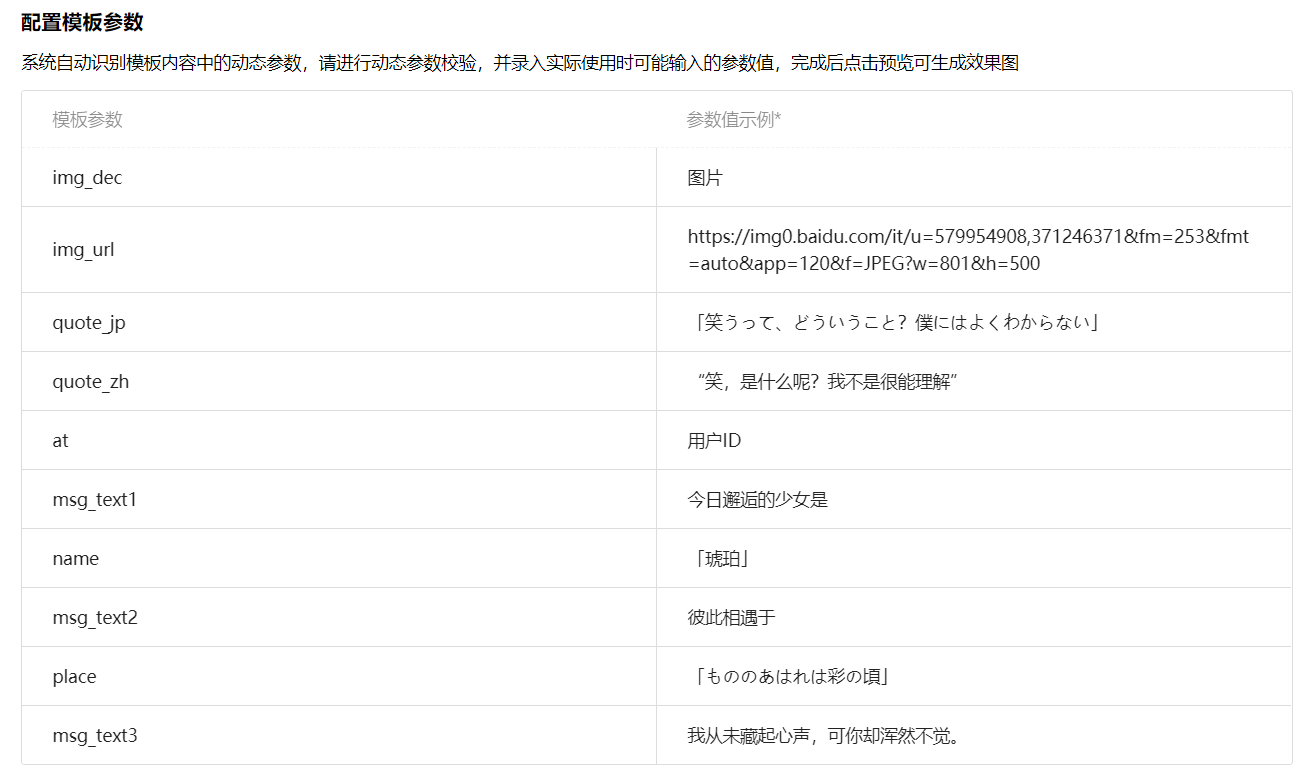 配置模板参数
系统自动识别模板内容中的动态参数，请进行动态参数校验，并录入实际使用时可能输入的参数值，完成后点击预览可生成效果图
模板参数 参数值示例*
img_dec 图片
img_url https://img0.baidu.com/it/u=579954908,371246371&fm=253&fmt
=auto&app=120&f=JPEG?w=801&h=500
quote_jp 「笑うって、どういうこと？僕にはよくわからない」
quote_zh “笑，是什么呢？我不是很能理解”
at 用户ID
msg_text1 今日邂逅的少女是
name 「琥珀」
msg_text2 彼此相遇于
place 「もののあはれは彩の頃」
msg_text3 我从未藏起心声，可你却浑然不觉。